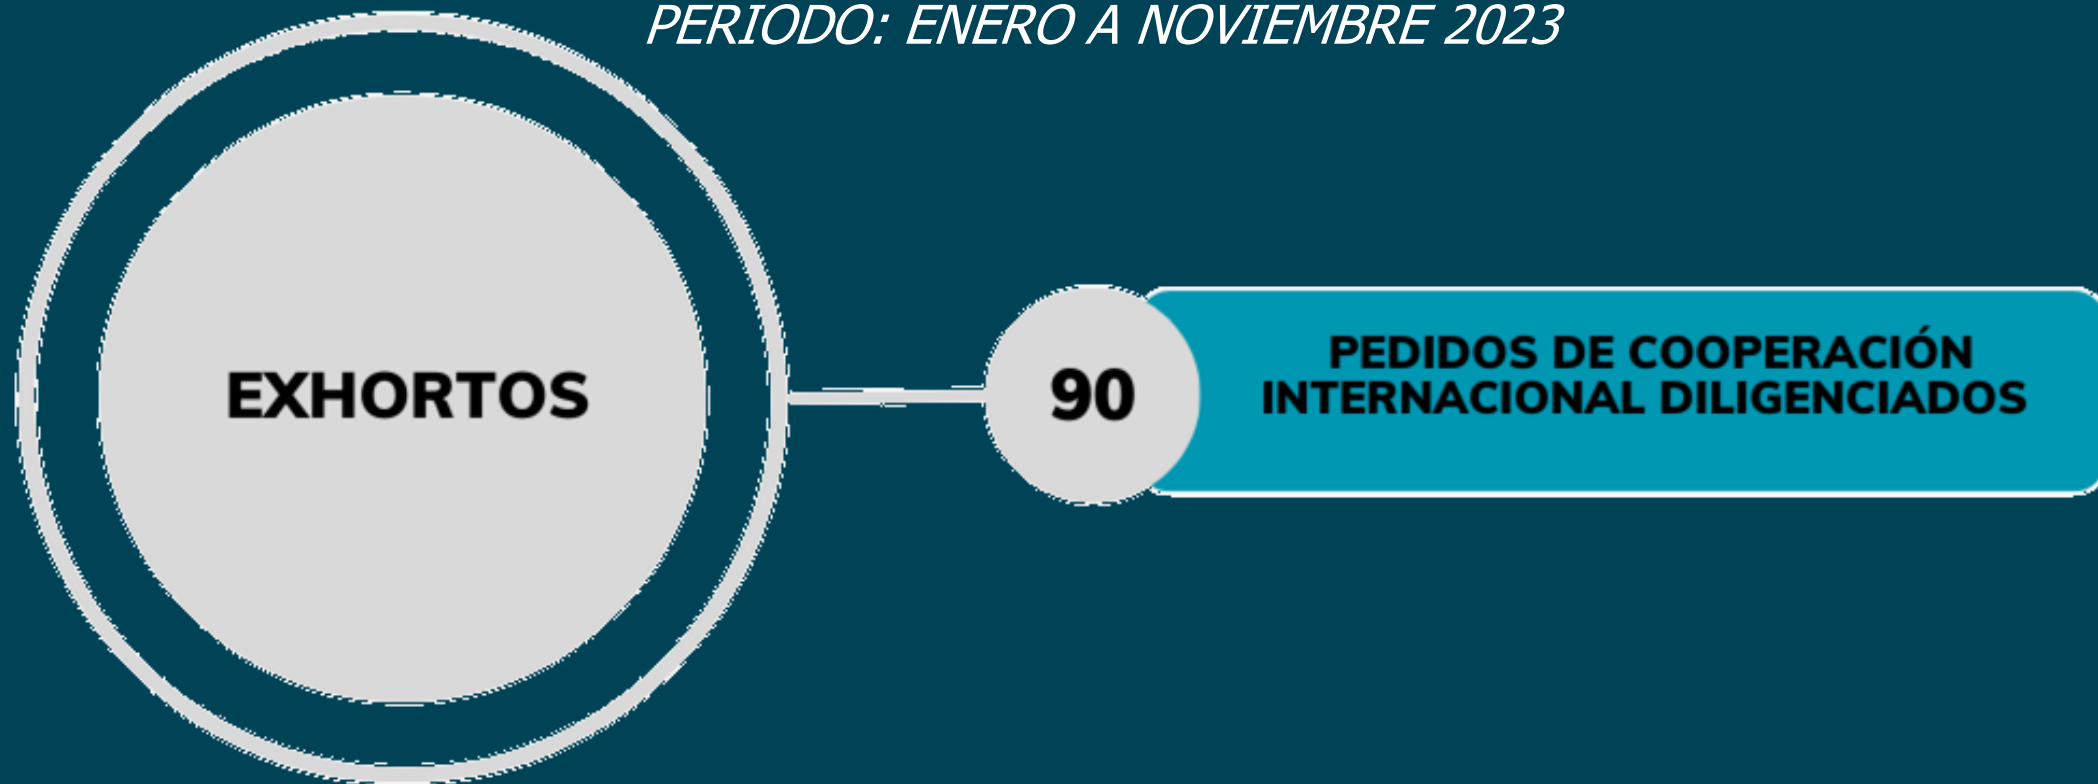 PERIODO: ENERO A NOVIEMBRE 2023
EXHORTOS
90
PEDIDOS DE COOPERACIÓN
INTERNACIONAL DILIGENCIADOS